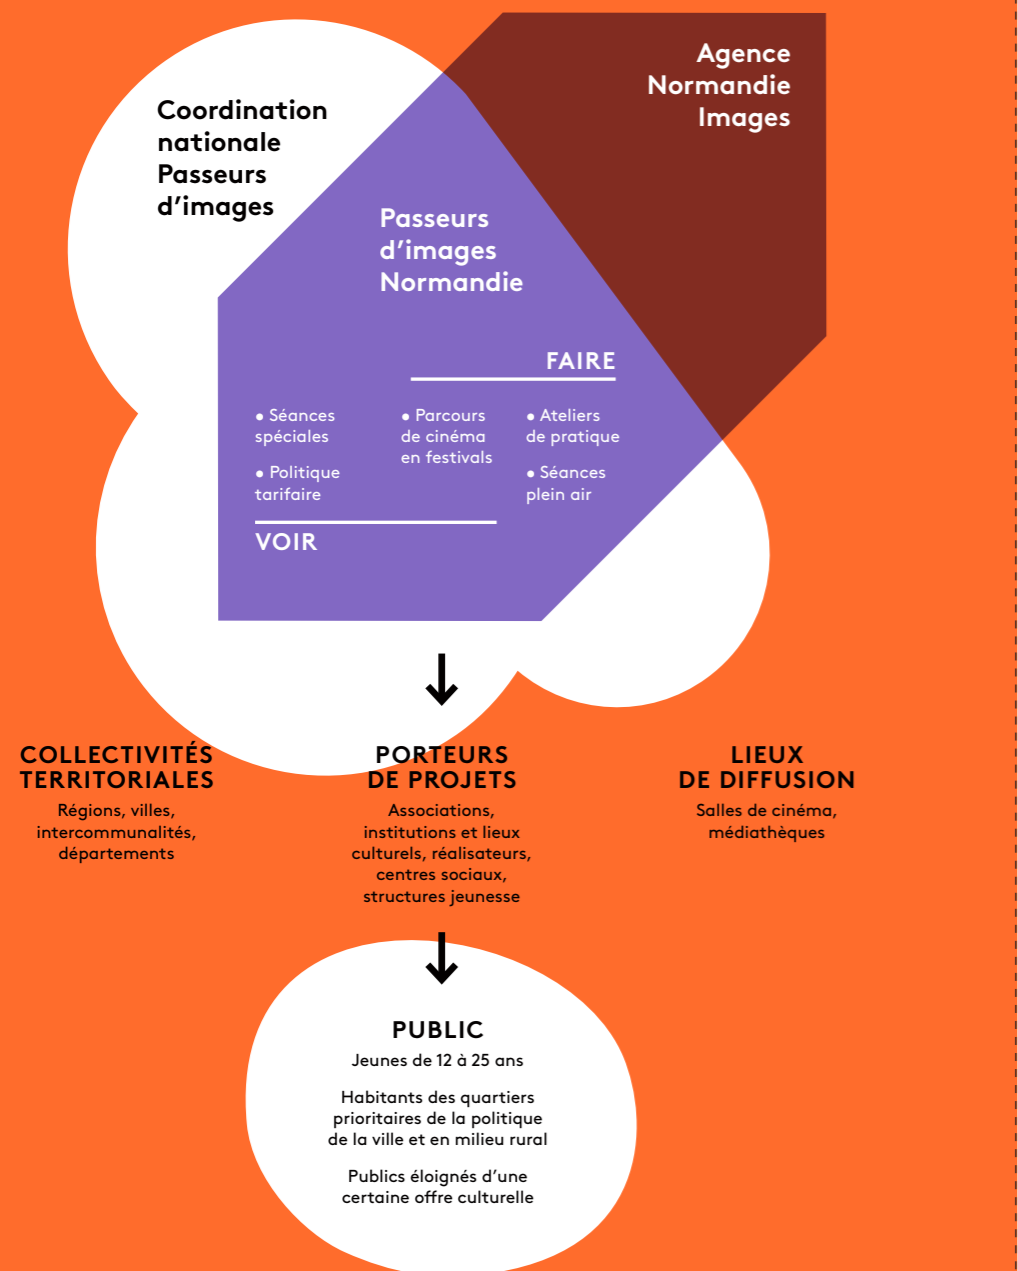 Coordination
nationale
Passeurs
d’images
Agence
Normandie
Images
Passeurs
d’images
Normandie
FAIRE
• Séances
spéciales
• Politique
tarifaire
• Parcours
de cinéma
en festivals
• Ateliers
de pratique
• Séances
plein air
VOIR
COLLECTIVITÉS
TERRITORIALES
Régions, villes,
intercommunalités,
départements
PORTEURS
DE PROJETS
Associations,
institutions et lieux
culturels, réalisateurs,
centres sociaux,
structures jeunesse
LIEUX
DE DIFFUSION
Salles de cinéma,
médiathèques
PUBLIC
Jeunes de 12 à 25 ans
Habitants des quartiers
prioritaires de la politique
de la ville et en milieu rural
Publics éloignés d’une
certaine offre culturelle